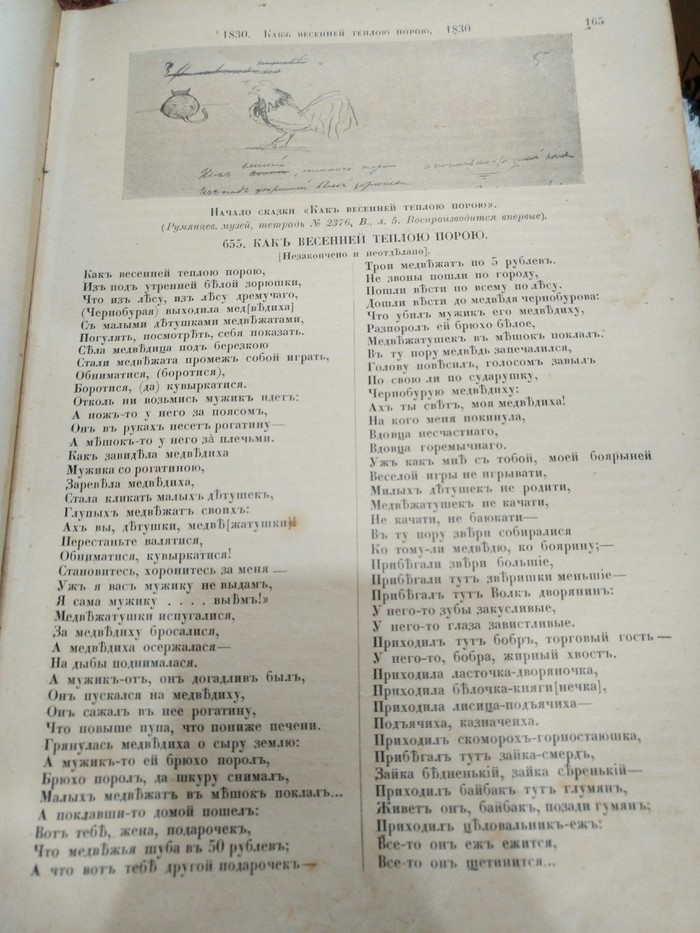 1830. Какъ весенней теплою порою. 1830
165
5
Начало сказки «Какъ весенней теплою порою».
(Румянцев. музей, тетрадь № 2376, В., л. 5. Воспроизводится впервые).
655. КАКЪ ВЕСЕННЕЙ ТЕПЛОЮ ПОРОЮ.
[Незакончено и неотдѣлано].
Какъ весенней теплою порою,
Изъ подъ утренней бѣлой зорюшки,
Что изъ лѣсу, изъ лѣсу дремучаго,
(Чернобурая) выходила мед[вѣдиха]
Съ малыми дѣтушками медвѣжатами,
Погулять, посмотрѣть, себя показать.
Сѣла медвѣдица подъ березкою
Стали медвѣжата промежъ собой играть,
Обниматися, (боротися),
Боротися, (да) кувыркатися.
Отколь ни возьмись мужикъ идетъ:
А ножъ-то у него за поясомъ,
Онъ въ рукахъ несетъ рогатину—
А мѣшокъ-то у него за плечьми.
Какъ завидѣла медвѣдиха
Мужика со рогатиною,
Заревѣла медвѣдиха,
Стала кликать малыхъ дѣтушекъ,
Глупыхъ медвѣжатъ своихъ:
Ахъ вы, дѣтушки, медвѣ[жатушки]
Перестаньте валятися,
Обниматися, кувыркатися!
Становитесь, хоронитесь за меня —
Ужъ я васъ мужику не выдамъ,
Я сама мужику . . . . выѣмъ!»
Медвѣжатушки испугалися,
За медвѣдиху бросалися,
А медвѣдиха осержалася—
На дыбы поднималася.
А мужикъ-отъ, онъ догадливъ былъ,
Онъ пускался на медвѣдиху,
Онъ сажалъ въ нее рогатину,
Что повыше пупа, что пониже печени.
Грянулась медвѣдиха о сыру землю:
А мужикъ-то ей брюхо поролъ,
Брюхо поролъ, да шкуру снималъ,
Малыхъ медвѣжатъ въ мѣшокъ поклалъ...
А поклавши-то домой пошелъ:
Вотъ тебѣ, жена, подарочекъ,
Что медвѣжья шуба въ 50 рублевъ;
А что вотъ тебѣ другой подарочекъ—
Трои медвѣжатъ по 5 рублевъ.
Не звоны пошли по городу,
Пошли вѣсти по всему по лѣсу.
Дошли вѣсти до медвѣдя чернобурова:
Что убилъ мужикъ его медвѣдиху,
Распоролъ ей брюхо бѣлое,
Медвѣжатушекъ въ мѣшокъ поклалъ.
Въ ту пору медвѣдь запечалился,
Голову повѣсилъ, голосомъ завылъ
По свою ли по сударушку,
Чернобурую медвѣдиху:
Ахъ ты свѣтъ, моя медвѣдиха!
На кого меня покинула,
Вдовца несчастнаго,
Вдовца горемычнаго.
Ужъ какъ мнѣ съ тобой, моей боярыней
Веселой игры не игрывати,
Милыхъ дѣтушекъ не родити,
Медвѣжатушекъ не качати,
Не качати, не баюкати—
Въ ту пору звѣри собиралися
Ко тому-ли медвѣдю, ко боярину;—
Прибѣгали звѣри большіе,
Прибѣгали тутъ звѣришки меньшіе—
Прибѣгалъ тутъ Волкъ дворянинъ:
У него-то зубы закусливые,
У него-то глаза завистливые.
Приходилъ тутъ бобръ, торговый гость —
У него-то, бобра, жирный хвостъ.
Приходила ласточка-дворяночка,
Приходила бѣлочка-княги[нечка],
Приходила лисица-подъячиха—
Подъячиха, казначеиха.
Приходилъ скоморохъ-горностаюшка,
Прибѣгалъ тутъ зайка-смердъ,
Зайка бѣдненькій, зайка сѣренькій—
Приходилъ байбакъ тутъ глумянъ,
Живетъ онъ, байбакъ, позади гумянъ;
Приходилъ цѣловальникъ-ежъ:
Все-то онъ ежъ ежится,
Все-то онъ щетинится...